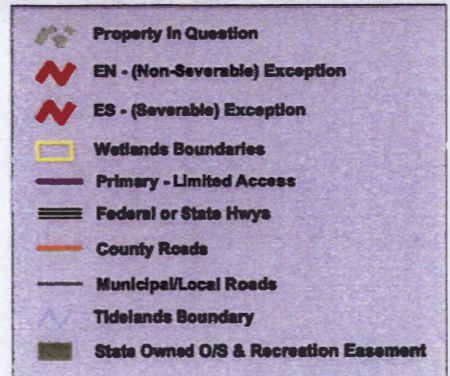 Property In Question
EN - (Non-Severable) Exception
ES - (Severable) Exception
Wetlands Boundaries
Primary - Limited Access
Federal or State Hwys
County Roads
Municipal/Local Roads
Tidelands Boundary
State Owned O/S & Recreation Easement